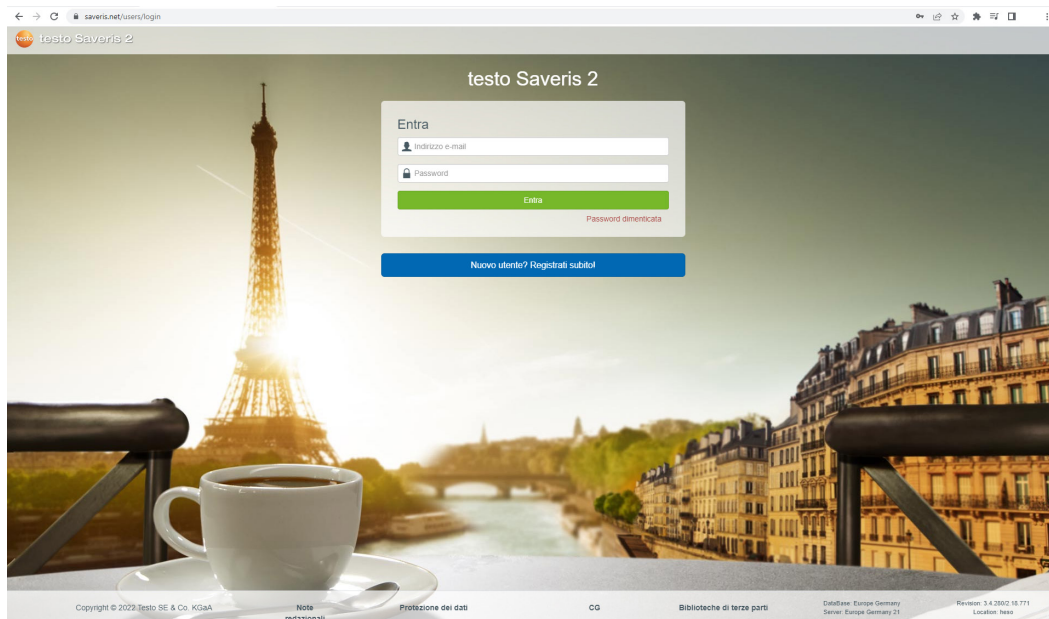 saveris.net/users/login
testo testo Saveris 2
testo Saveris 2
Entra
Indirizzo e-mail
Password
Entra
Password dimenticata
Nuovo utente? Registrati subito!
Copyright © 2022 Testo SE & Co. KGaA
Note
redazionali
Protezione dei dati
CG
Biblioteche di terze parti
DataBase: Europe Germany
Server: Europe Germany 21
Revision: 3.4.280/2.18.771
Location: heso